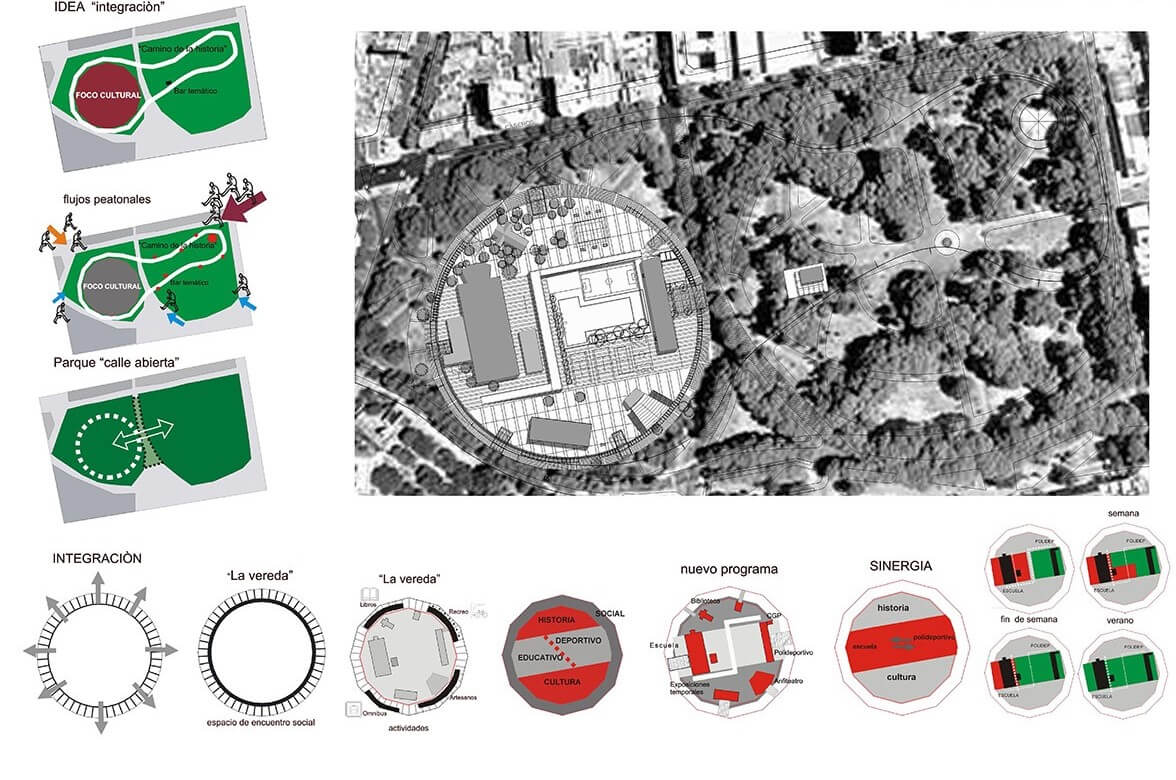 IDEA “integraciòn”
"Camino de la historia"
FOCO CULTURAL
Bar temático
flujos peatonales
"Camino de la historia"
FOCO CULTURAL
Bar temático
Parque “calle abierta”
INTEGRACIÒN
“La vereda”
espacio de encuentro social
“La vereda”
Libros
Recreo
Artesanos
Omnibus
actividades
SOCIAL
HISTORIA
DEPORTIVO
EDUCATIVO
CULTURA
nuevo programa
Biblioteca
CGP
Escuela
Polideportivo
Exposiciones
temporales
Anfiteatro
SINERGIA
historia
polideportivo
escuela
cultura
semana
POLIDEP
ESCUELA
POLIDEP
ESCUELA
fin de semana
verano
POLIDEP
ESCUELA
POLIDEP
ESCUELA